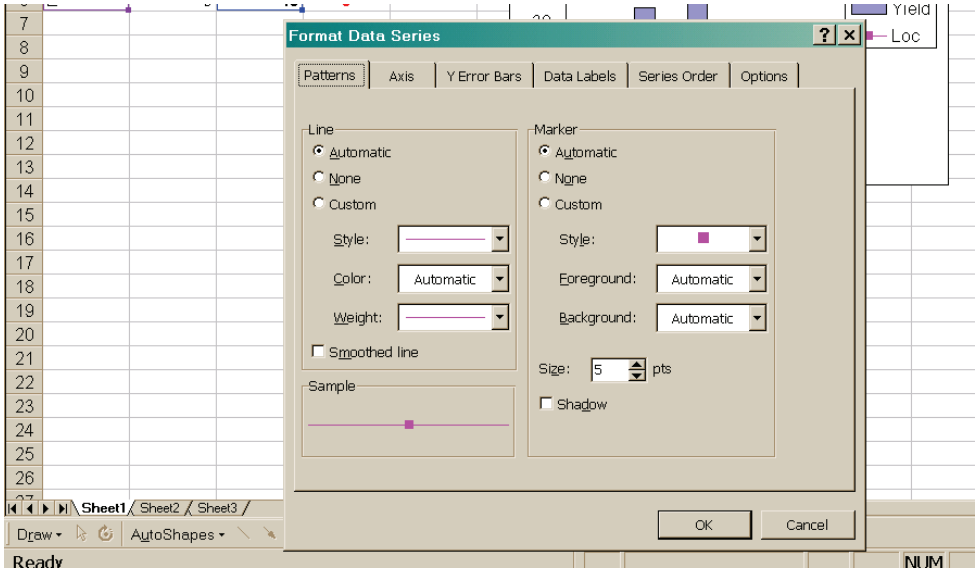 Yield
7
Format Data Series ? ×
Loc
8
9
Patterns Axis Y Error Bars Data Labels Series Order Options
10
11
Line Marker
12
Automatic Automatic
13
None None
14
Custom Custom
15
16
Style: Style:
17
Color: Automatic Foreground: Automatic
18
19
Weight: Background: Automatic
20
21
Smoothed line
Size: 5 pts
22
Sample
23
Shadow
24
25
26
Sheet1 Sheet2 Sheet3
OK Cancel
Draw AutoShapes
Ready NUM